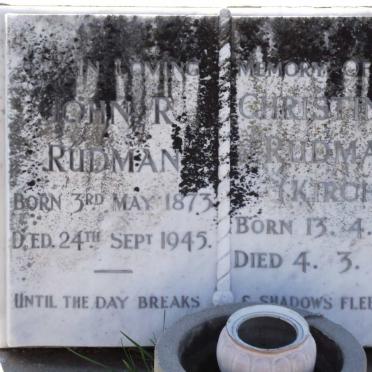 IN LOVING
JOHN R.
RUDMAN
BORN 3RD MAY 1873.
DIED. 24TH SEPT 1945.
UNTIL THE DAY BREAKS
MEMORY OF
CHRISTIN
RUDMA
BORN 13. 4.
DIED 4. 3.
& SHADOWS FLEE